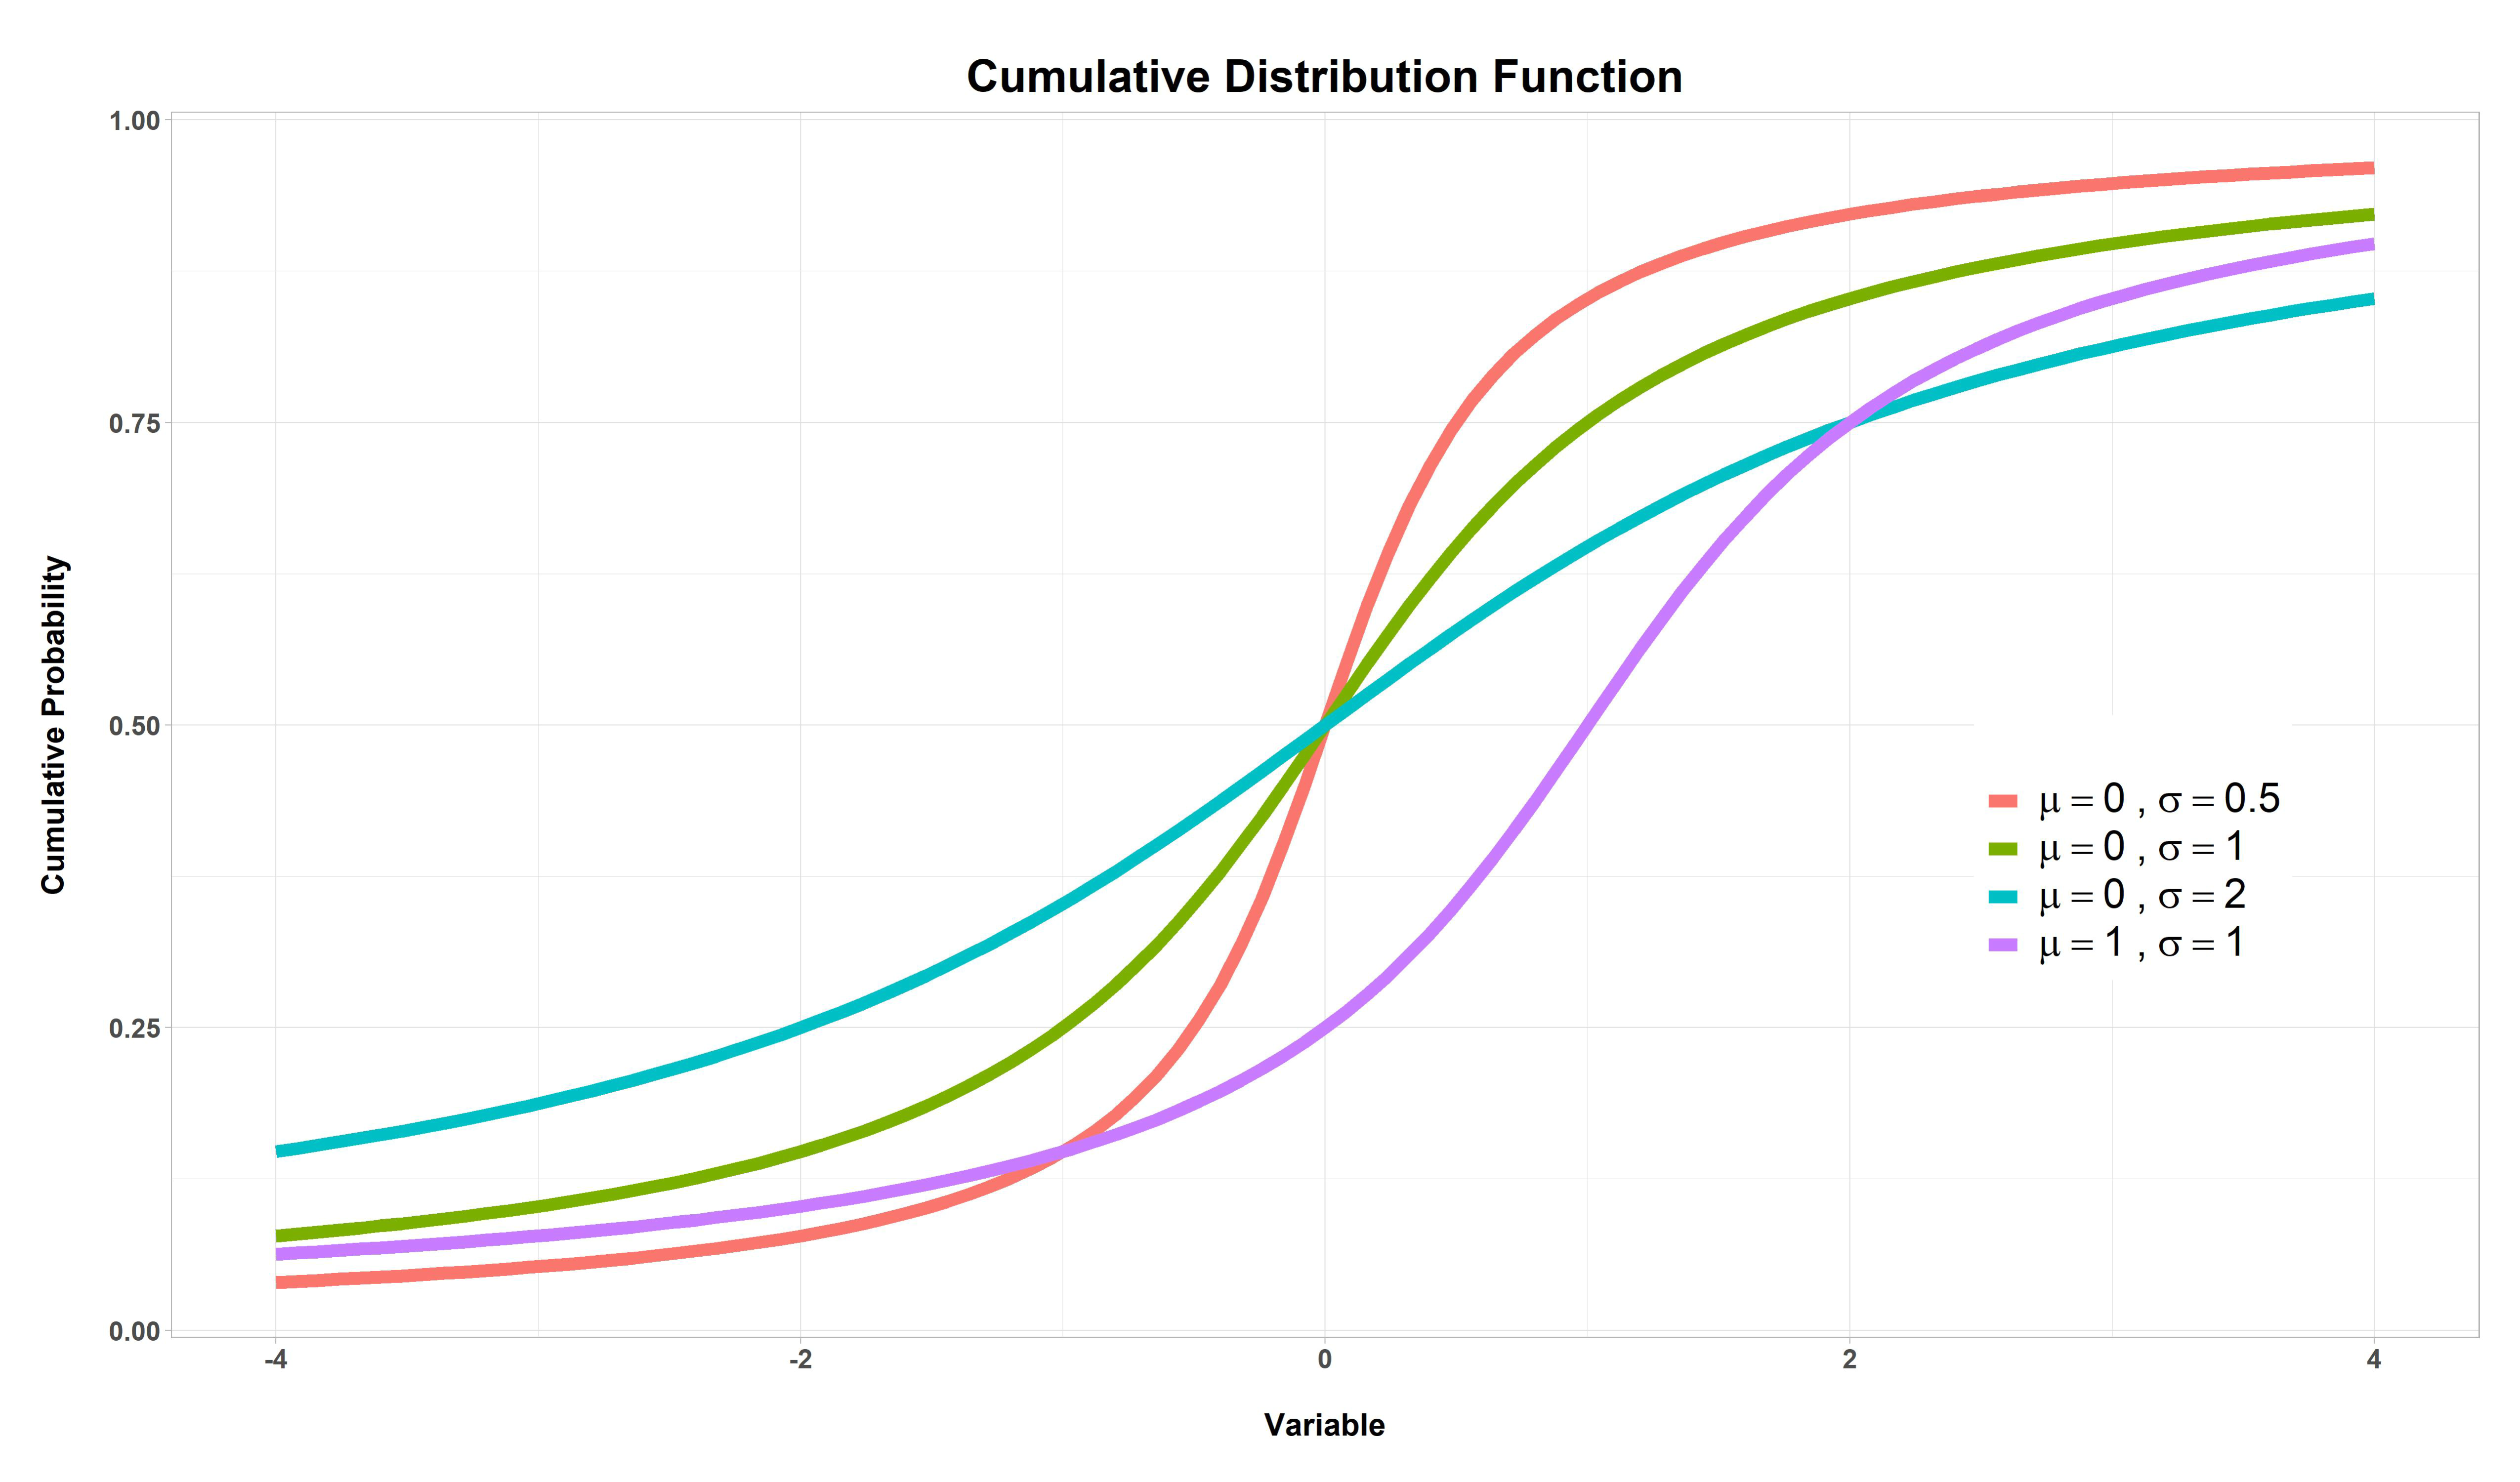 Cumulative Distribution Function
1.00
0.75
0.50
0.25
0.00
Cumulative Probability
-4
-2
0
2
4
Variable
μ = 0 , σ = 0.5
μ = 0 , σ = 1
μ = 0 , σ = 2
μ = 1 , σ = 1